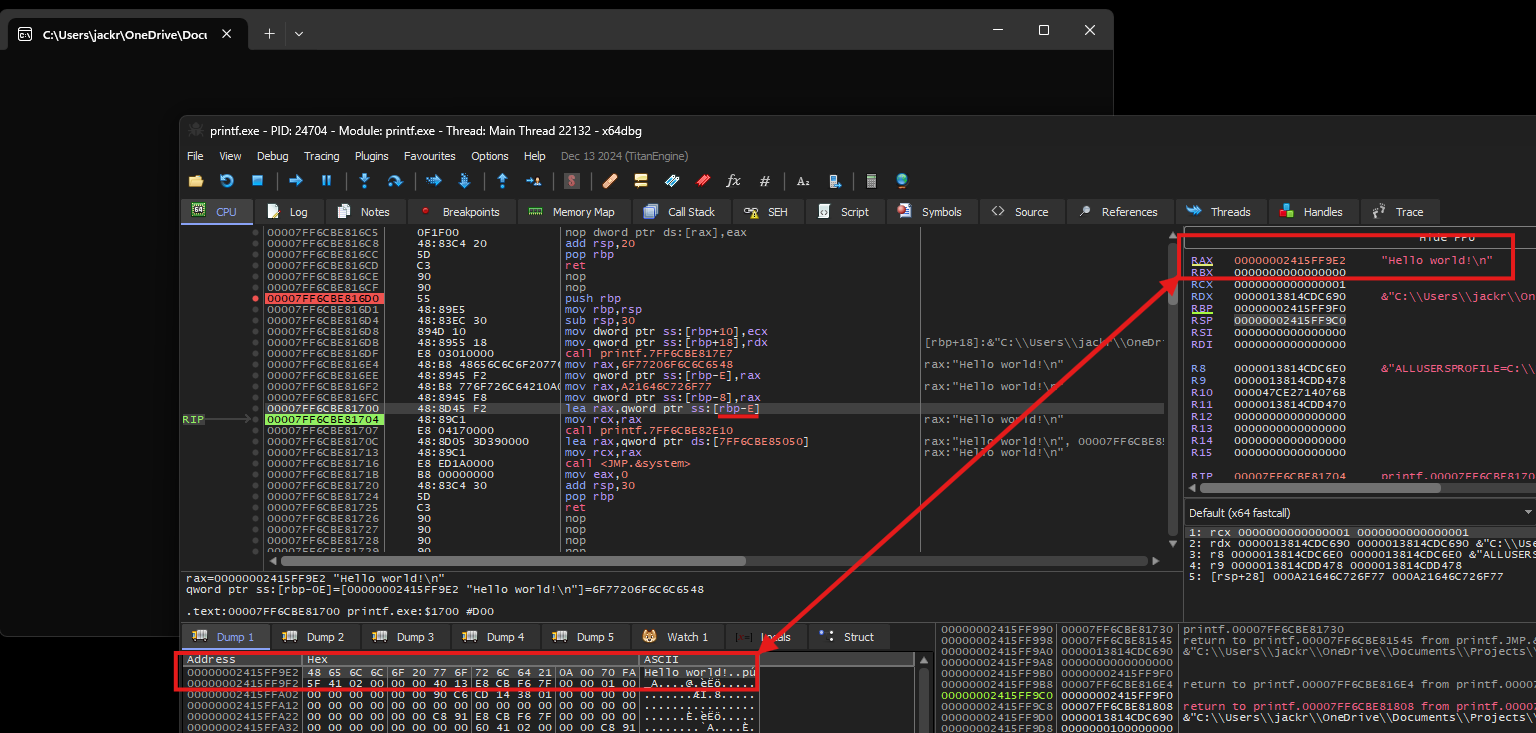 C:\Users\jackr\OneDrive\Docu
printf.exe - PID: 24704 - Module: printf.exe - Thread: Main Thread 22132 - x64dbg
File View Debug Tracing Plugins Favourites Options Help Dec 13 2024 (TitanEngine)
CPU Log Notes Breakpoints Memory Map Call Stack SEH Script Symbols Source References Threads Handles Trace
00007FF6CBE816C5 0F1F00 nop dword ptr ds:[rax],eax
00007FF6CBE816C8 48:83C4 20 add rsp,20
00007FF6CBE816CC 5D pop rbp
00007FF6CBE816CD C3 ret
00007FF6CBE816CE 90 nop
00007FF6CBE816CF 90 nop
00007FF6CBE816D0 55 push rbp
00007FF6CBE816D1 48:89E5 mov rbp,rsp
00007FF6CBE816D4 48:83EC 30 sub rsp,30
00007FF6CBE816D8 894D 10 mov dword ptr ss:[rbp+10],ecx
00007FF6CBE816DB 48:8955 18 mov qword ptr ss:[rbp+18],rdx [rbp+18]:&"C:\\Users\\jackr\\OneDri
00007FF6CBE816DF E8 03010000 call printf.7FF6CBE817E7
00007FF6CBE816E4 48:B8 48656C6C6F20776 mov rax,6F77206F6C6C6548 rax:"Hello world!\n"
00007FF6CBE816EE 48:8945 F2 mov qword ptr ss:[rbp-E],rax
00007FF6CBE816F2 48:B8 776F726C64210A0 mov rax,A21646C726F77 rax:"Hello world!\n"
00007FF6CBE816FC 48:8945 F8 mov qword ptr ss:[rbp-8],rax
00007FF6CBE81700 48:8D45 F2 lea rax,qword ptr ss:[rbp-E]
RIP 00007FF6CBE81704 48:89C1 mov rcx,rax rax:"Hello world!\n"
00007FF6CBE81707 E8 04170000 call printf.7FF6CBE82E10
00007FF6CBE8170C 48:8D05 3D390000 lea rax,qword ptr ds:[7FF6CBE85050] rax:"Hello world!\n", 00007FF6CBE85
00007FF6CBE81713 48:89C1 mov rcx,rax rax:"Hello world!\n"
00007FF6CBE81716 E8 ED1A0000 call <JMP.&system>
00007FF6CBE8171B B8 00000000 mov eax,0
00007FF6CBE81720 48:83C4 30 add rsp,30
00007FF6CBE81724 5D pop rbp
00007FF6CBE81725 C3 ret
00007FF6CBE81726 90 nop
00007FF6CBE81727 90 nop
00007FF6CBE81728 90 nop
00007FF6CBE81729 90 nop
Hide FPU
RAX 00000002415FF9E2 "Hello world!\n"
RBX 0000000000000000
RCX 0000000000000001
RDX 0000013814CDC690 &"C:\\Users\\jackr\\On
RBP 00000002415FF9F0
RSP 00000002415FF9C0
RSI 0000000000000000
RDI 0000000000000000
R8 0000013814CDC6E0 &"ALLUSERSPROFILE=C:\\
R9 0000013814CDD478
R10 000047CE2714076B
R11 0000013814CDD470
R12 0000000000000000
R13 0000000000000000
R14 0000000000000000
R15 0000000000000000
RIP 00007FF6CBE81704 printf.00007FF6CBE8170
Default (x64 fastcall)
1: rcx 0000000000000001 0000000000000001
2: rdx 0000013814CDC690 0000013814CDC690 &"C:\\Use
3: r8 0000013814CDC6E0 0000013814CDC6E0 &"ALLUSERS
4: r9 0000013814CDD478 0000013814CDD478
5: [rsp+28] 000A21646C726F77 000A21646C726F77
rax=00000002415FF9E2 "Hello world!\n"
qword ptr ss:[rbp-0E]=[00000002415FF9E2 "Hello world!\n"]=6F77206F6C6C6548
.text:00007FF6CBE81700 printf.exe:$1700 #D00
Dump 1 Dump 2 Dump 3 Dump 4 Dump 5 Watch 1 Locals Struct
Address Hex ASCII
00000002415FF9E2 48 65 6C 6C 6F 20 77 6F 72 6C 64 21 0A 00 70 FA Hello world!..pú
00000002415FF9F2 5F 41 02 00 00 00 40 13 E8 CB F6 7F 00 00 01 00 _A....@.èËö.....
00000002415FFA02 00 00 00 00 00 00 90 C6 CD 14 38 01 00 00 00 00 .......ÆÍ.8.....
00000002415FFA12 00 00 00 00 00 00 00 00 00 00 00 00 00 00 00 00 ................
00000002415FFA22 00 00 00 00 00 00 C8 91 E8 CB F6 7F 00 00 00 00 ......È.èËö.....
00000002415FFA32 00 00 00 00 00 00 60 41 02 00 00 00 C8 91
00000002415FF990 00007FF6CBE81730 printf.00007FF6CBE81730
00000002415FF998 00007FF6CBE81545 return to printf.00007FF6CBE81545 from printf.JMP.&
00000002415FF9A0 0000013814CDC690 &"C:\\Users\\jackr\\OneDrive\\Documents\\Projects\\
00000002415FF9A8 0000000000000000
00000002415FF9B0 00000002415FF9F0
00000002415FF9B8 00007FF6CBE816E4 return to printf.00007FF6CBE816E4 from printf.00007
00000002415FF9C0 00000002415FF9F0
00000002415FF9C8 00007FF6CBE81808 return to printf.00007FF6CBE81808 from printf.00007
00000002415FF9D0 0000013814CDC690 &"C:\\Users\\jackr\\OneDrive\\Documents\\Projects\\
00000002415FF9D8 0000000100000000